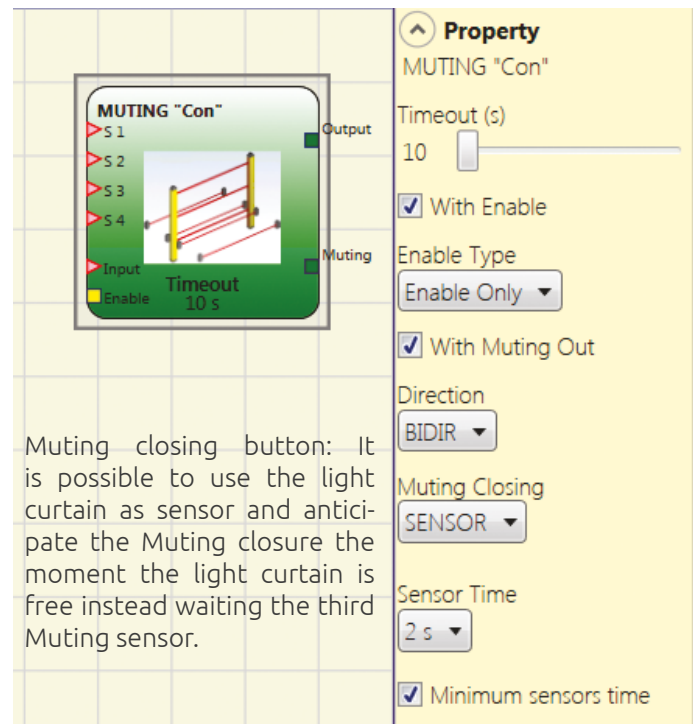 MUTING "Con"
S 1
S 2
S 3
S 4
Input
Enable
Output
Muting
Timeout
10 s
Muting closing button: It
is possible to use the light
curtain as sensor and antici-
pate the Muting closure the
moment the light curtain is
free instead waiting the third
Muting sensor.
Property
MUTING "Con"
Timeout (s)
10
With Enable
Enable Type
Enable Only
With Muting Out
Direction
BIDIR
Muting Closing
SENSOR
Sensor Time
2 s
Minimum sensors time